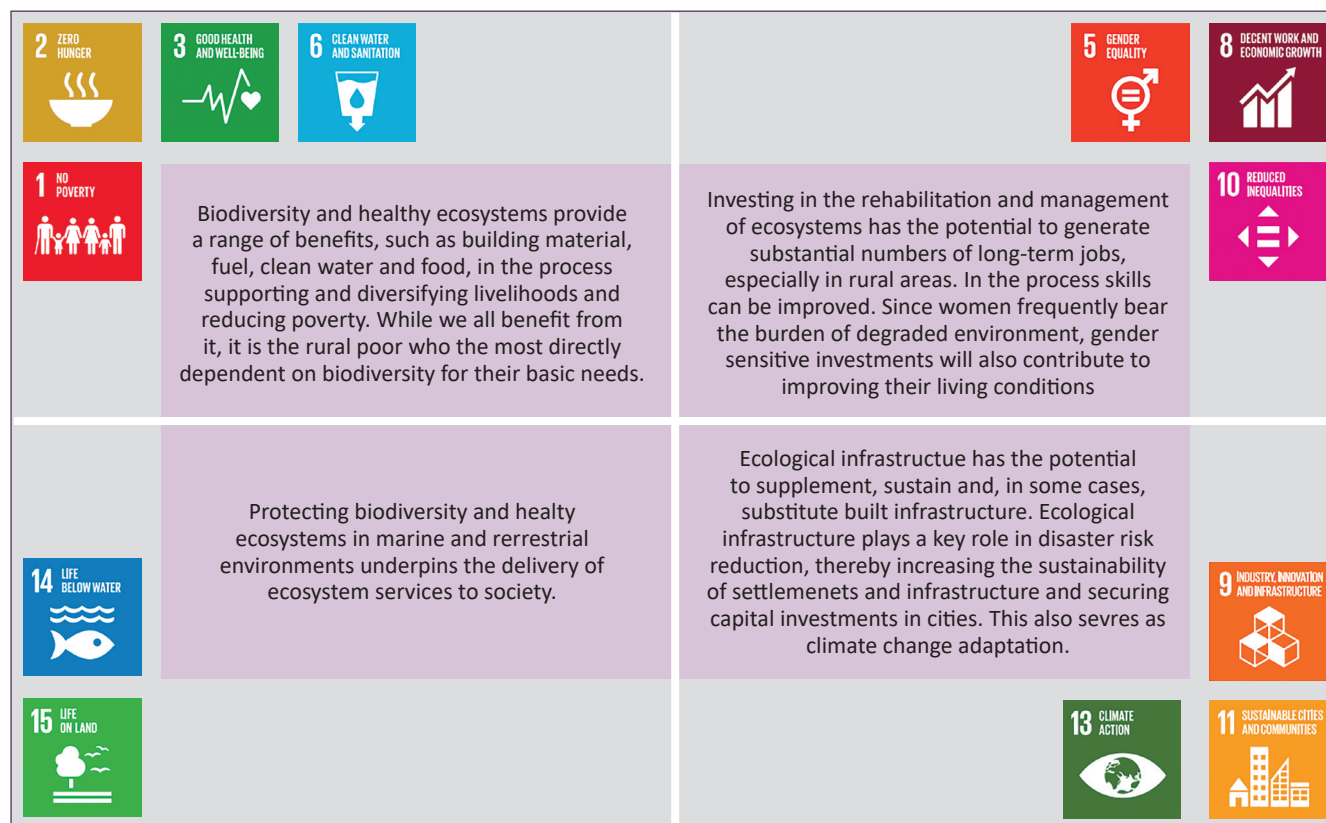 2 ZERO
HUNGER
3 GOOD HEALTH
AND WELL-BEING
6 CLEAN WATER
AND SANITATION
1 NO
POVERTY
Biodiversity and healthy ecosystems provide
a range of benefits, such as building material,
fuel, clean water and food, in the process
supporting and diversifying livelihoods and
reducing poverty. While we all benefit from
it, it is the rural poor who the most directly
dependent on biodiversity for their basic needs.
5 GENDER
EQUALITY
8 DECENT WORK AND
ECONOMIC GROWTH
10 REDUCED
INEQUALITIES
Investing in the rehabilitation and management
of ecosystems has the potential to generate
substantial numbers of long-term jobs,
especially in rural areas. In the process skills
can be improved. Since women frequently bear
the burden of degraded environment, gender
sensitive investments will also contribute to
improving their living conditions
Protecting biodiversity and healty
ecosystems in marine and rerrestrial
environments underpins the delivery of
ecosystem services to society.
14 LIFE
BELOW WATER
15 LIFE
ON LAND
Ecological infrastructue has the potential
to supplement, sustain and, in some cases,
substitute built infrastructure. Ecological
infrastructure plays a key role in disaster risk
reduction, thereby increasing the sustainability
of settlemenets and infrastructure and securing
capital investments in cities. This also sevres as
climate change adaptation.
9 INDUSTRY, INNOVATION
AND INFRASTRUCTURE
13 CLIMATE
ACTION
11 SUSTAINABLE CITIES
AND COMMUNITIES